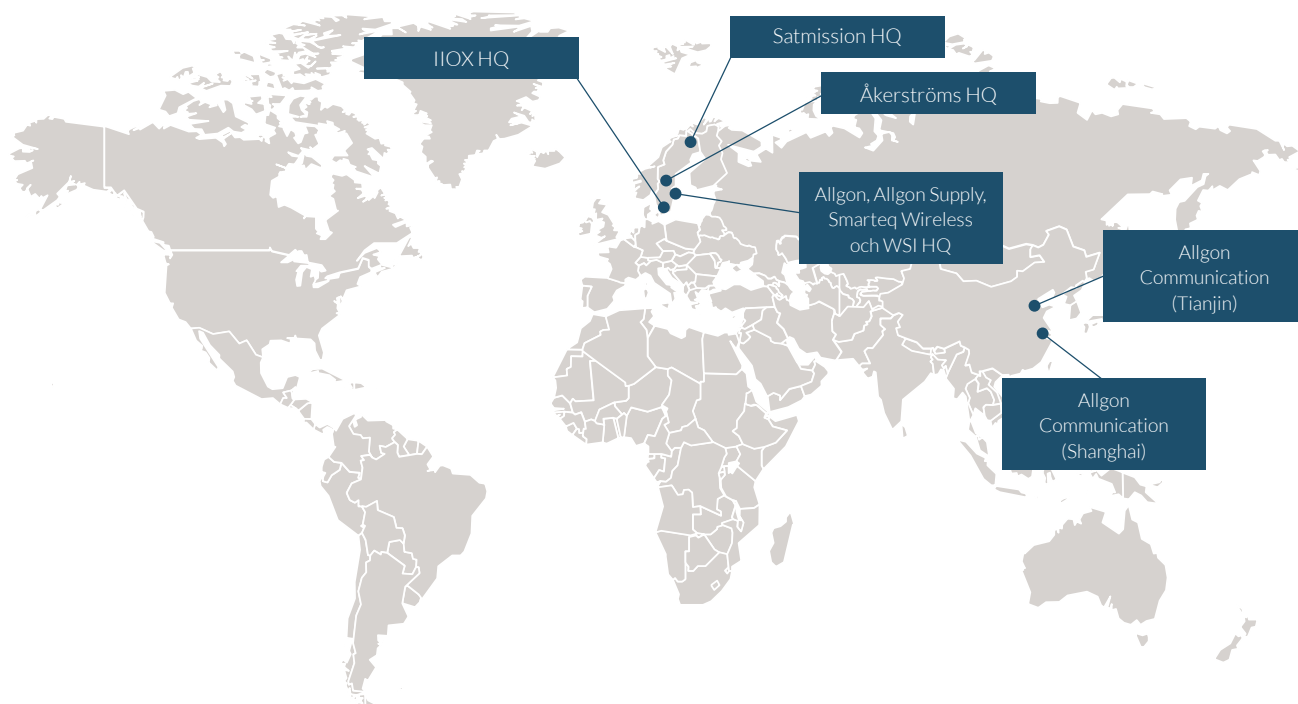 Satmission HQ
IIOX HQ
Åkerströms HQ
Allgon, Allgon Supply,
Smarteq Wireless
och WSI HQ
Allgon
Communication
(Tianjin)
Allgon
Communication
(Shanghai)